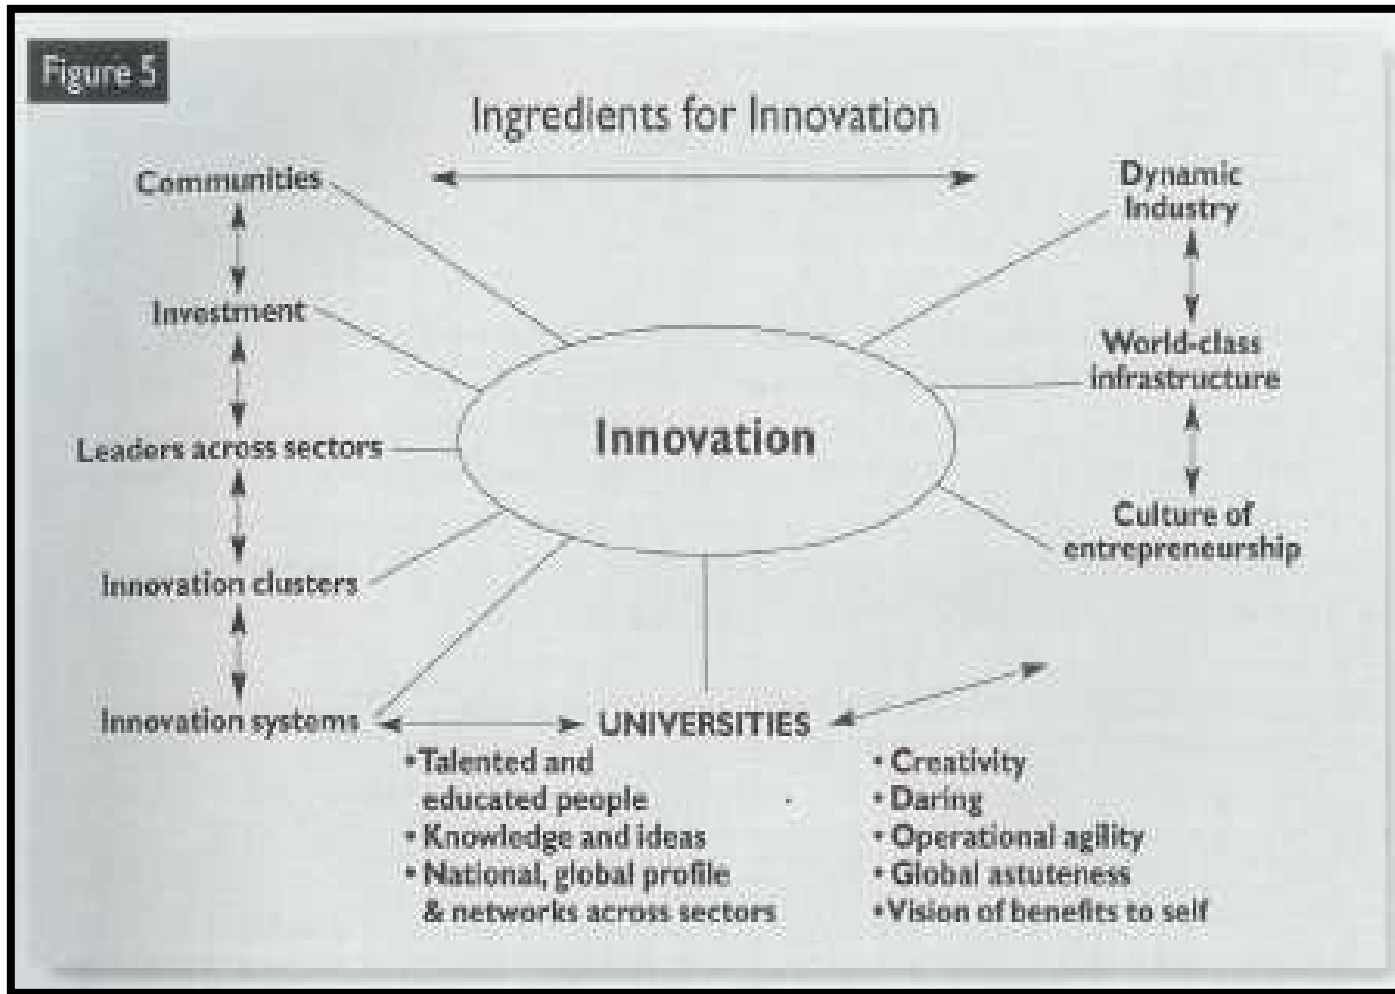 Figure 5
Ingredients for Innovation
Communities
Investment
Leaders across sectors
Innovation clusters
Innovation systems
Innovation
Dynamic
Industry
World-class
infrastructure
Culture of
entrepreneurship
UNIVERSITIES
• Talented and
educated people
• Knowledge and ideas
• National, global profile
& networks across sectors
• Creativity
• Daring
• Operational agility
• Global astuteness
• Vision of benefits to self